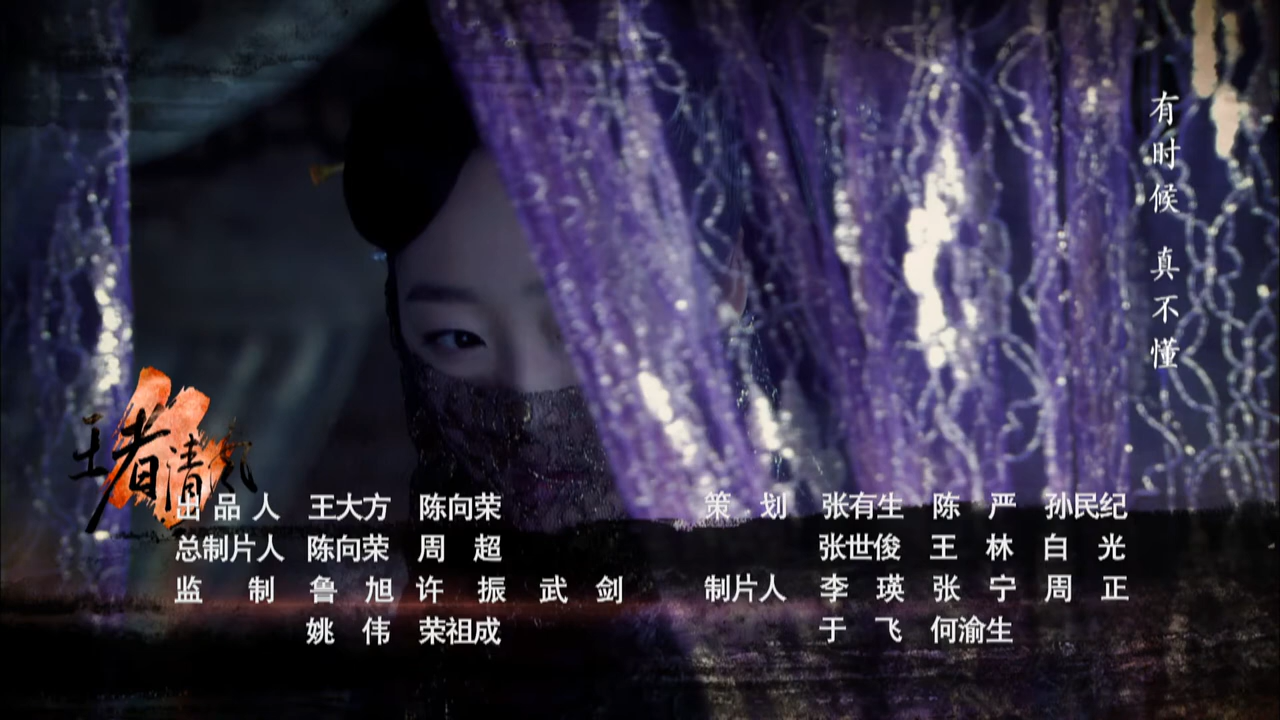 有时候 真不懂
王者清风
出品人 王大方 陈向荣
总制片人 陈向荣 周超
监制 鲁旭 许振 武剑
姚伟 荣祖成
策划 张有生 陈严 孙民纪
张世俊 王林 白光
制片人 李瑛 张宁 周正
于飞 何渝生